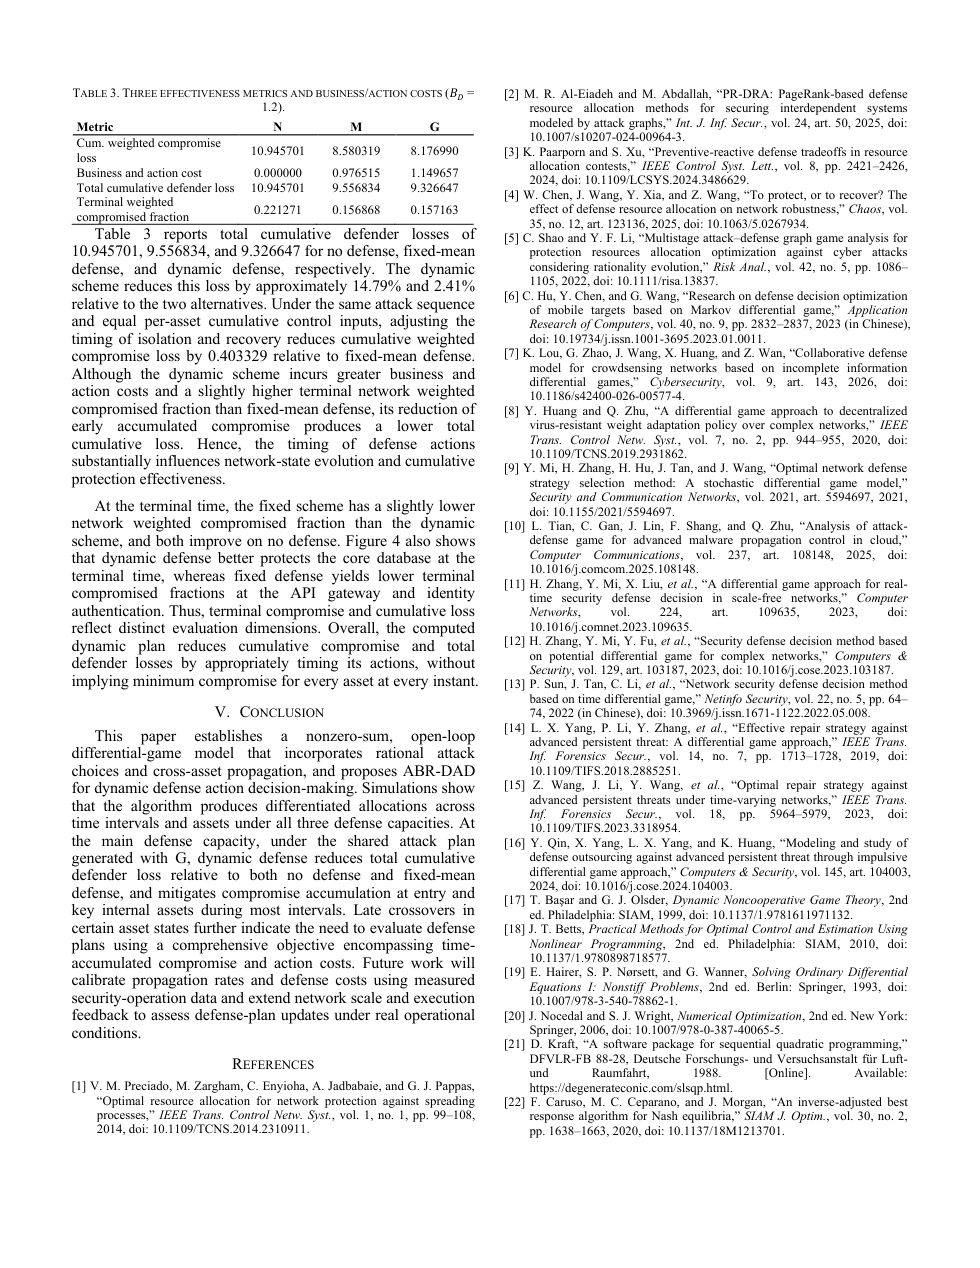 TABLE 3. THREE EFFECTIVENESS METRICS AND BUSINESS/ACTION COSTS (B_D =
1.2).
Metric N M G
Cum. weighted compromise
loss 10.945701 8.580319 8.176990
Business and action cost 0.000000 0.976515 1.149657
Total cumulative defender loss 10.945701 9.556834 9.326647
Terminal weighted
compromised fraction 0.221271 0.156868 0.157163
Table 3 reports total cumulative defender losses of
10.945701, 9.556834, and 9.326647 for no defense, fixed-mean
defense, and dynamic defense, respectively. The dynamic
scheme reduces this loss by approximately 14.79% and 2.41%
relative to the two alternatives. Under the same attack sequence
and equal per-asset cumulative control inputs, adjusting the
timing of isolation and recovery reduces cumulative weighted
compromise loss by 0.403329 relative to fixed-mean defense.
Although the dynamic scheme incurs greater business and
action costs and a slightly higher terminal network weighted
compromised fraction than fixed-mean defense, its reduction of
early accumulated compromise produces a lower total
cumulative loss. Hence, the timing of defense actions
substantially influences network-state evolution and cumulative
protection effectiveness.
At the terminal time, the fixed scheme has a slightly lower
network weighted compromised fraction than the dynamic
scheme, and both improve on no defense. Figure 4 also shows
that dynamic defense better protects the core database at the
terminal time, whereas fixed defense yields lower terminal
compromised fractions at the API gateway and identity
authentication. Thus, terminal compromise and cumulative loss
reflect distinct evaluation dimensions. Overall, the computed
dynamic plan reduces cumulative compromise and total
defender losses by appropriately timing its actions, without
implying minimum compromise for every asset at every instant.
V. CONCLUSION
This paper establishes a nonzero-sum, open-loop
differential-game model that incorporates rational attack
choices and cross-asset propagation, and proposes ABR-DAD
for dynamic defense action decision-making. Simulations show
that the algorithm produces differentiated allocations across
time intervals and assets under all three defense capacities. At
the main defense capacity, under the shared attack plan
generated with G, dynamic defense reduces total cumulative
defender loss relative to both no defense and fixed-mean
defense, and mitigates compromise accumulation at entry and
key internal assets during most intervals. Late crossovers in
certain asset states further indicate the need to evaluate defense
plans using a comprehensive objective encompassing time-
accumulated compromise and action costs. Future work will
calibrate propagation rates and defense costs using measured
security-operation data and extend network scale and execution
feedback to assess defense-plan updates under real operational
conditions.
REFERENCES
[1] V. M. Preciado, M. Zargham, C. Enyioha, A. Jadbabaie, and G. J. Pappas,
“Optimal resource allocation for network protection against spreading
processes,” IEEE Trans. Control Netw. Syst., vol. 1, no. 1, pp. 99–108,
2014, doi: 10.1109/TCNS.2014.2310911.
[2] M. R. Al-Eiadeh and M. Abdallah, “PR-DRA: PageRank-based defense
resource allocation methods for securing interdependent systems
modeled by attack graphs,” Int. J. Inf. Secur., vol. 24, art. 50, 2025, doi:
10.1007/s10207-024-00964-3.
[3] K. Paarporn and S. Xu, “Preventive-reactive defense tradeoffs in resource
allocation contests,” IEEE Control Syst. Lett., vol. 8, pp. 2421–2426,
2024, doi: 10.1109/LCSYS.2024.3486629.
[4] W. Chen, J. Wang, Y. Xia, and Z. Wang, “To protect, or to recover? The
effect of defense resource allocation on network robustness,” Chaos, vol.
35, no. 12, art. 123136, 2025, doi: 10.1063/5.0267934.
[5] C. Shao and Y. F. Li, “Multistage attack–defense graph game analysis for
protection resources allocation optimization against cyber attacks
considering rationality evolution,” Risk Anal., vol. 42, no. 5, pp. 1086–
1105, 2022, doi: 10.1111/risa.13837.
[6] C. Hu, Y. Chen, and G. Wang, “Research on defense decision optimization
of mobile targets based on Markov differential game,” Application
Research of Computers, vol. 40, no. 9, pp. 2832–2837, 2023 (in Chinese),
doi: 10.19734/j.issn.1001-3695.2023.01.0011.
[7] K. Lou, G. Zhao, J. Wang, X. Huang, and Z. Wan, “Collaborative defense
model for crowdsensing networks based on incomplete information
differential games,” Cybersecurity, vol. 9, art. 143, 2026, doi:
10.1186/s42400-026-00577-4.
[8] Y. Huang and Q. Zhu, “A differential game approach to decentralized
virus-resistant weight adaptation policy over complex networks,” IEEE
Trans. Control Netw. Syst., vol. 7, no. 2, pp. 944–955, 2020, doi:
10.1109/TCNS.2019.2931862.
[9] Y. Mi, H. Zhang, H. Hu, J. Tan, and J. Wang, “Optimal network defense
strategy selection method: A stochastic differential game model,”
Security and Communication Networks, vol. 2021, art. 5594697, 2021,
doi: 10.1155/2021/5594697.
[10] L. Tian, C. Gan, J. Lin, F. Shang, and Q. Zhu, “Analysis of attack-
defense game for advanced malware propagation control in cloud,”
Computer Communications, vol. 237, art. 108148, 2025, doi:
10.1016/j.comcom.2025.108148.
[11] H. Zhang, Y. Mi, X. Liu, et al., “A differential game approach for real-
time security defense decision in scale-free networks,” Computer
Networks, vol. 224, art. 109635, 2023, doi:
10.1016/j.comnet.2023.109635.
[12] H. Zhang, Y. Mi, Y. Fu, et al., “Security defense decision method based
on potential differential game for complex networks,” Computers &
Security, vol. 129, art. 103187, 2023, doi: 10.1016/j.cose.2023.103187.
[13] P. Sun, J. Tan, C. Li, et al., “Network security defense decision method
based on time differential game,” Netinfo Security, vol. 22, no. 5, pp. 64–
74, 2022 (in Chinese), doi: 10.3969/j.issn.1671-1122.2022.05.008.
[14] L. X. Yang, P. Li, Y. Zhang, et al., “Effective repair strategy against
advanced persistent threat: A differential game approach,” IEEE Trans.
Inf. Forensics Secur., vol. 14, no. 7, pp. 1713–1728, 2019, doi:
10.1109/TIFS.2018.2885251.
[15] Z. Wang, J. Li, Y. Wang, et al., “Optimal repair strategy against
advanced persistent threats under time-varying networks,” IEEE Trans.
Inf. Forensics Secur., vol. 18, pp. 5964–5979, 2023, doi:
10.1109/TIFS.2023.3318954.
[16] Y. Qin, X. Yang, L. X. Yang, and K. Huang, “Modeling and study of
defense outsourcing against advanced persistent threat through impulsive
differential game approach,” Computers & Security, vol. 145, art. 104003,
2024, doi: 10.1016/j.cose.2024.104003.
[17] T. Başar and G. J. Olsder, Dynamic Noncooperative Game Theory, 2nd
ed. Philadelphia: SIAM, 1999, doi: 10.1137/1.9781611971132.
[18] J. T. Betts, Practical Methods for Optimal Control and Estimation Using
Nonlinear Programming, 2nd ed. Philadelphia: SIAM, 2010, doi:
10.1137/1.9780898718577.
[19] E. Hairer, S. P. Nørsett, and G. Wanner, Solving Ordinary Differential
Equations I: Nonstiff Problems, 2nd ed. Berlin: Springer, 1993, doi:
10.1007/978-3-540-78862-1.
[20] J. Nocedal and S. J. Wright, Numerical Optimization, 2nd ed. New York:
Springer, 2006, doi: 10.1007/978-0-387-40065-5.
[21] D. Kraft, “A software package for sequential quadratic programming,”
DFVLR-FB 88-28, Deutsche Forschungs- und Versuchsanstalt für Luft-
und Raumfahrt, 1988. [Online]. Available:
https://degenerateconic.com/slsqp.html.
[22] F. Caruso, M. C. Ceparano, and J. Morgan, “An inverse-adjusted best
response algorithm for Nash equilibria,” SIAM J. Optim., vol. 30, no. 2,
pp. 1638–1663, 2020, doi: 10.1137/18M1213701.